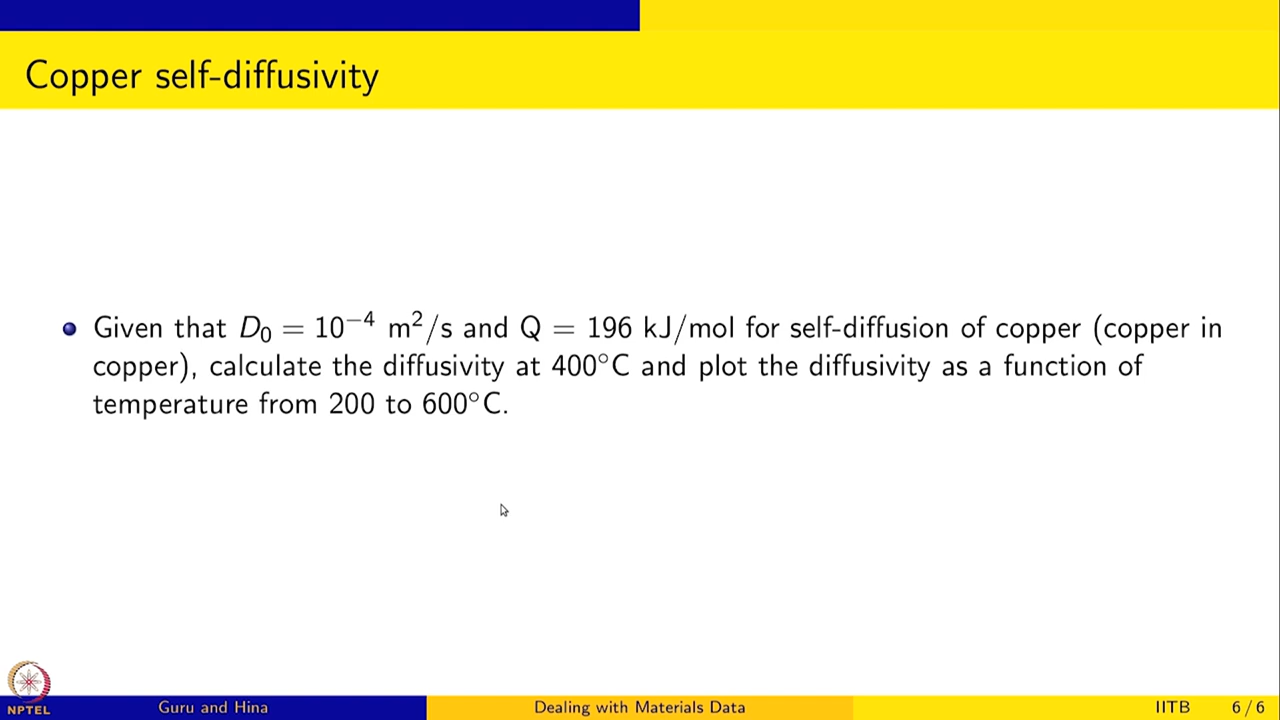 Copper self-diffusivity
Given that D₀ = 10⁻⁴ m²/s and Q = 196 kJ/mol for self-diffusion of copper (copper in
copper), calculate the diffusivity at 400°C and plot the diffusivity as a function of
temperature from 200 to 600°C.
NPTEL
Guru and Hina
Dealing with Materials Data
IITB
6 / 6